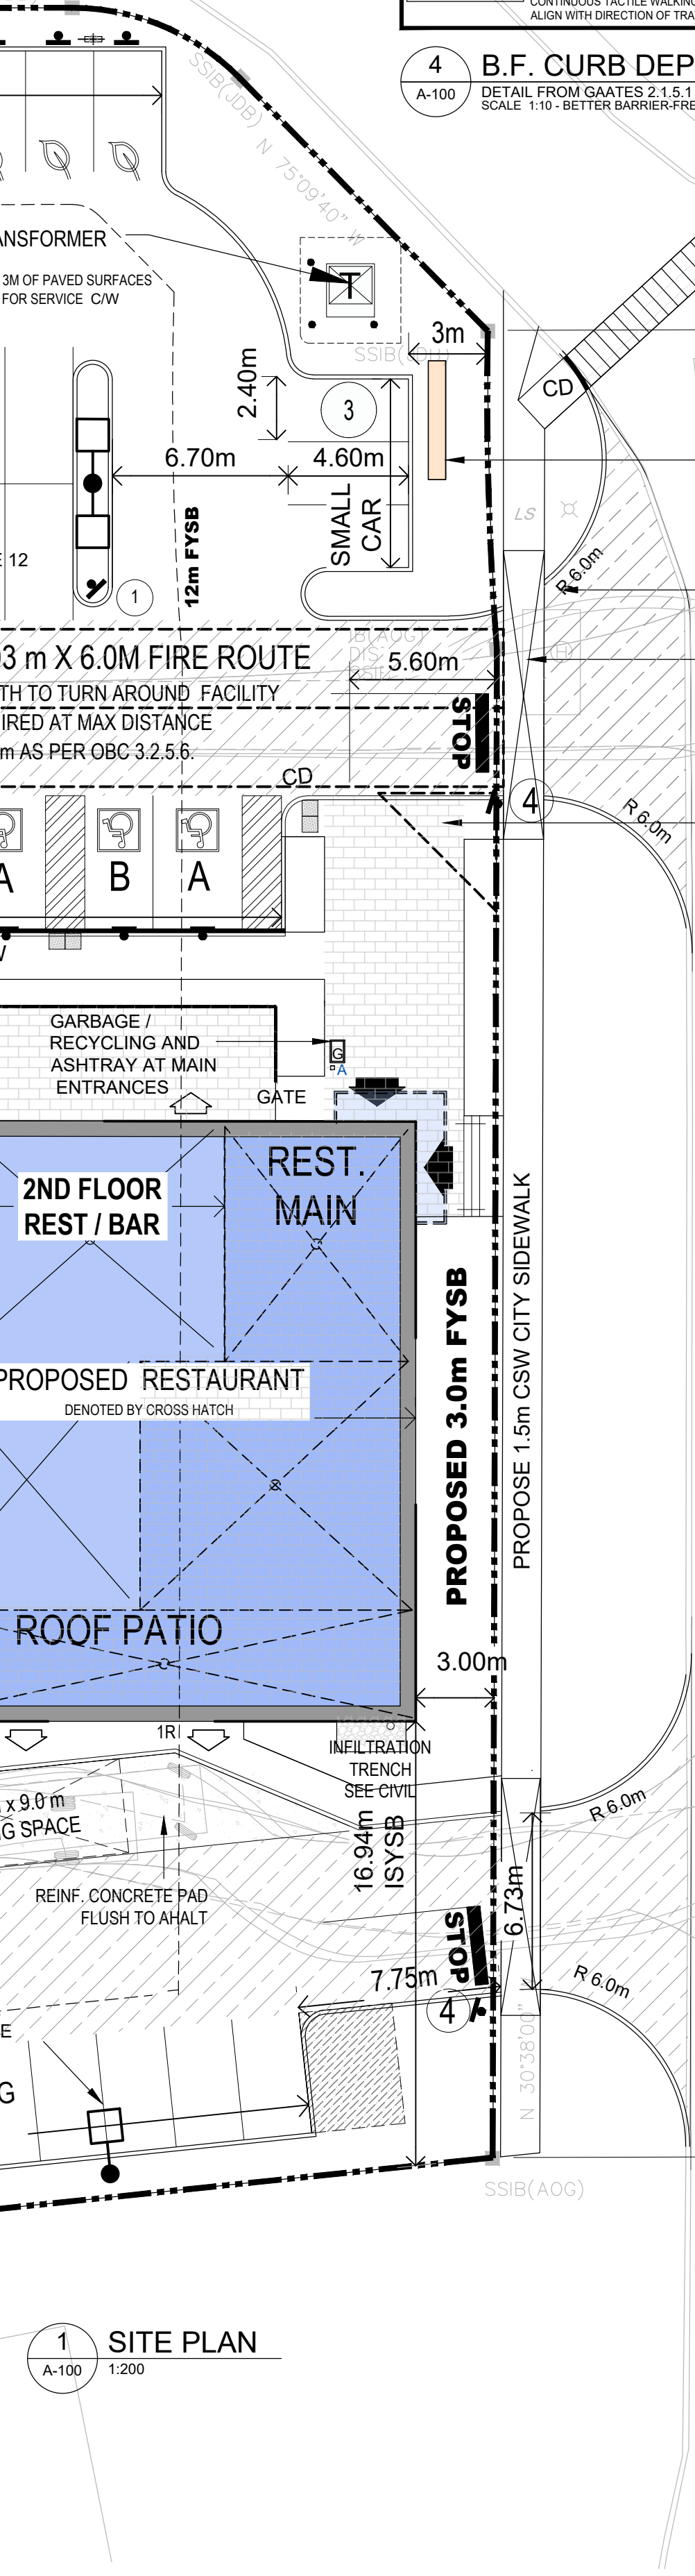 CONTINUOUS TACTILE WALKING
ALIGN WITH DIRECTION OF TRA
4
A-100
B.F. CURB DEP
DETAIL FROM GAATES 2.1.5.1
SCALE 1:10 - BETTER BARRIER-FRE
SSIB(JDB)
N 75°09'40" W
ANSFORMER
3M OF PAVED SURFACES
FOR SERVICE C/W
T
3m
2.40m
3
CD
6.70m
4.60m
SMALL
CAR
LS
12m FYSB
E 12
1
R 6.0m
03 m X 6.0M FIRE ROUTE
5.60m
TH TO TURN AROUND FACILITY
IRED AT MAX DISTANCE
m AS PER OBC 3.2.5.6.
STOP
CD
4
R 6.0m
A
B
A
GARBAGE /
RECYCLING AND
ASHTRAY AT MAIN
ENTRANCES
G
A
GATE
REST.
MAIN
2ND FLOOR
REST / BAR
PROPOSED RESTAURANT
DENOTED BY CROSS HATCH
PROPOSED 3.0m FYSB
PROPOSE 1.5m CSW CITY SIDEWALK
ROOF PATIO
3.00m
1R
INFILTRATION
TRENCH
SEE CIVIL
x 9.0 m
G SPACE
16.94m
ISYSB
R 6.0m
REINF. CONCRETE PAD
FLUSH TO AHALT
6.73m
STOP
7.75m
R 6.0m
4
E
G
N 30°38'00"
SSIB(AOG)
1
A-100
SITE PLAN
1:200